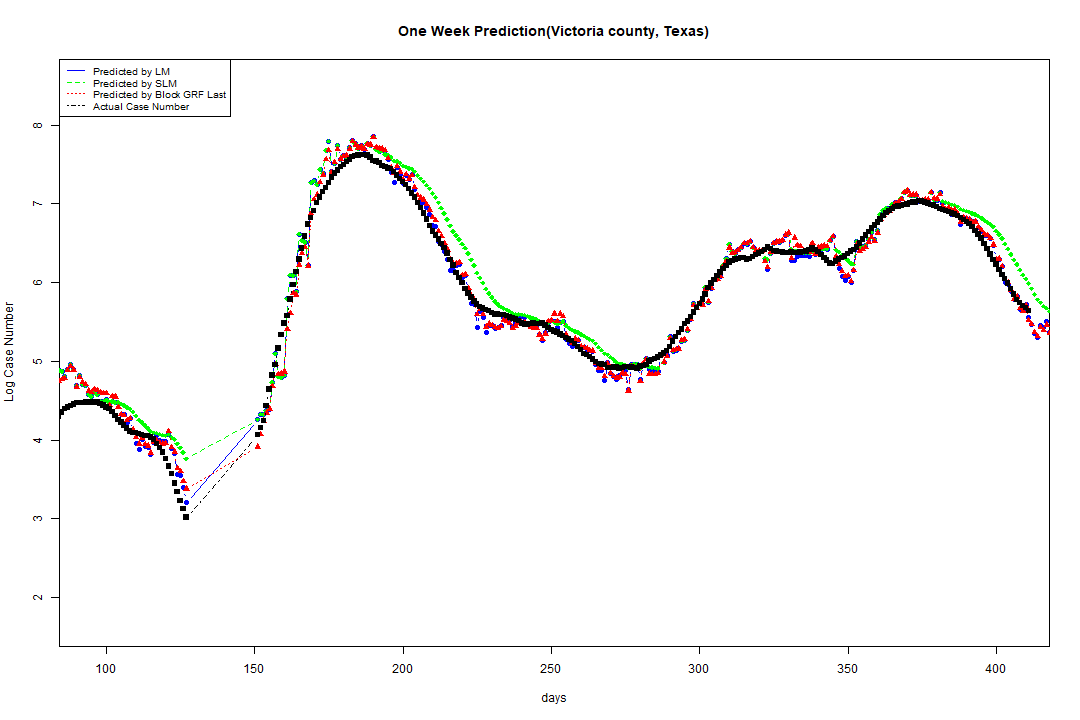 One Week Prediction(Victoria county, Texas)
Predicted by LM
Predicted by SLM
Predicted by Block GRF Last
Actual Case Number
8
7
6
5
4
3
2
Log Case Number
100 150 200 250 300 350 400
days